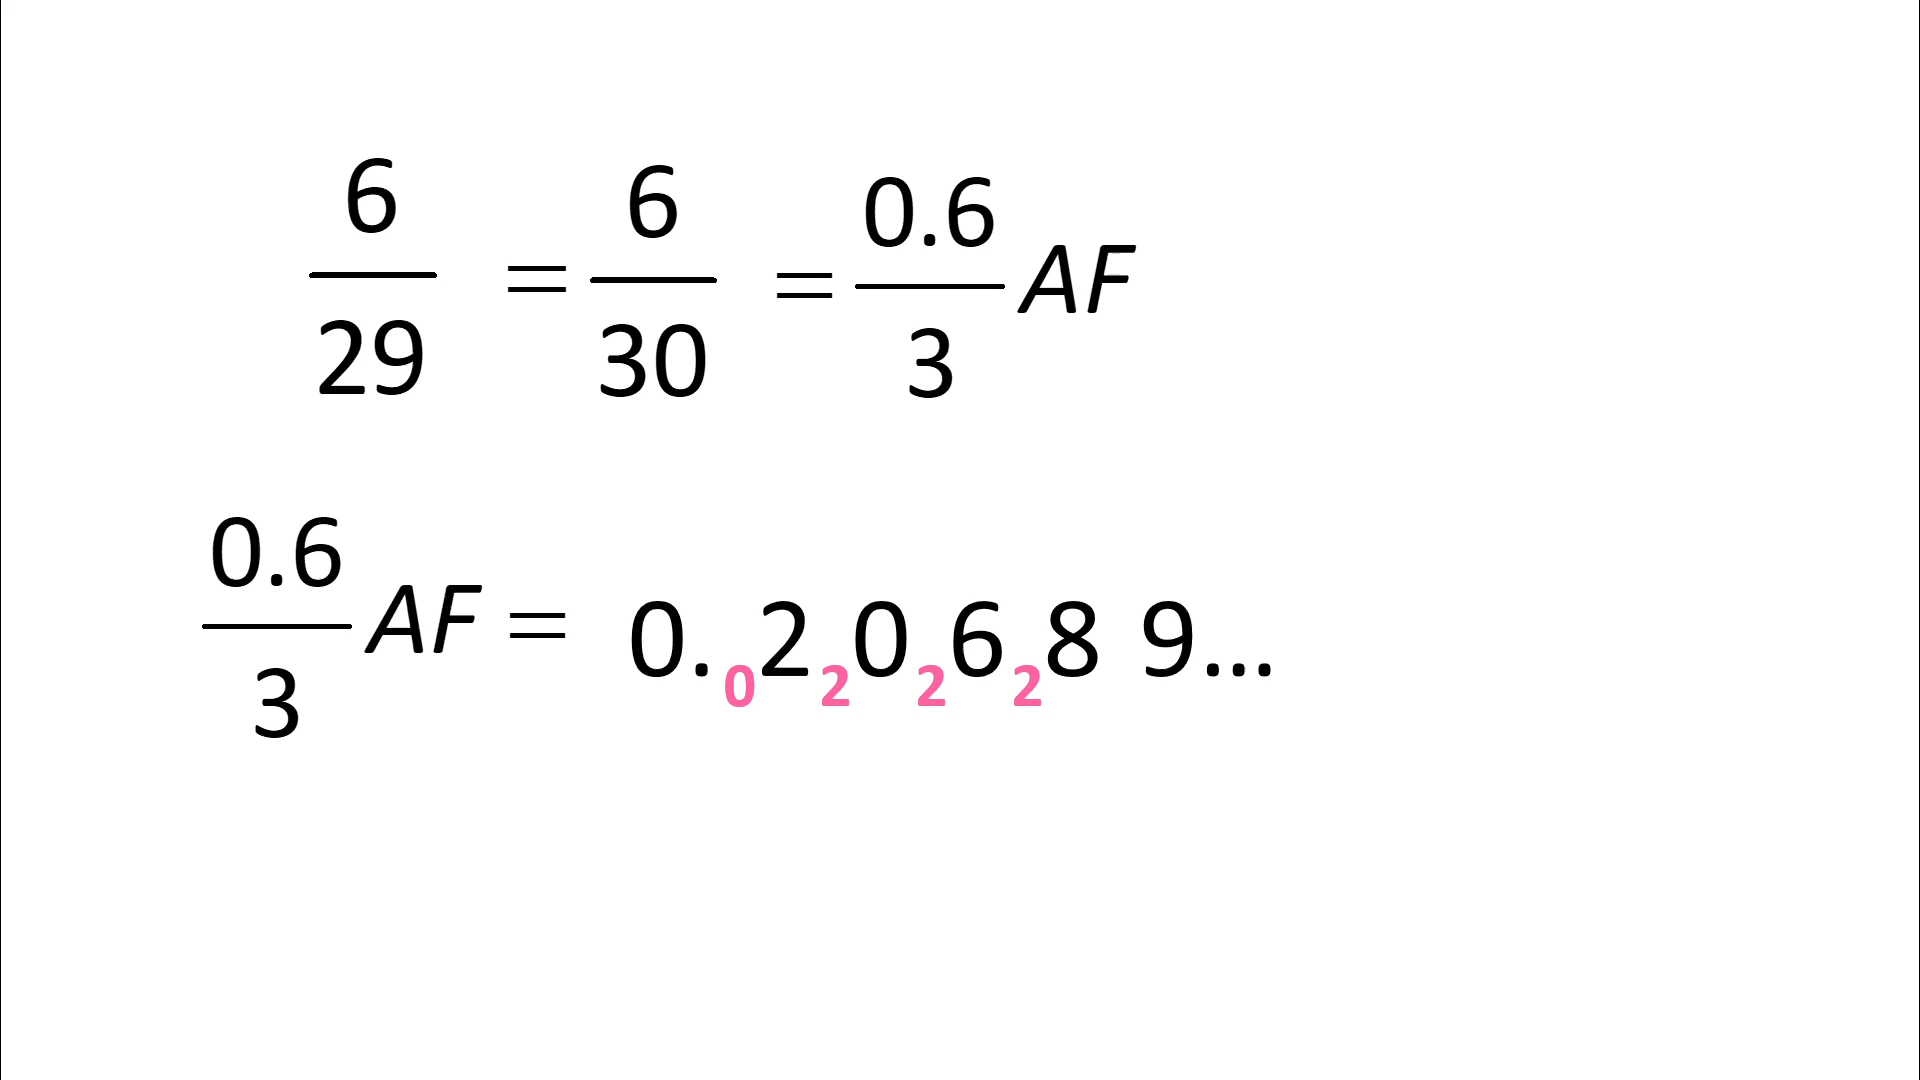 6/29 = 6/30 = 0.6/3 AF
0.6/3 AF = 0.₀2₂0₂6₂8 9...